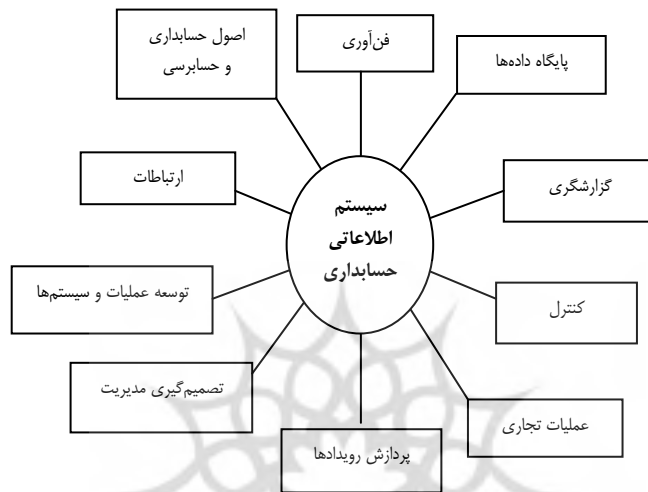 فن‌آوری
اصول حسابداری
و حسابرسی
پایگاه داده‌ها
ارتباطات
گزارشگری
سیستم
اطلاعاتی
حسابداری
توسعه عملیات و سیستم‌ها
کنترل
تصمیم‌گیری مدیریت
عملیات تجاری
پردازش رویدادها